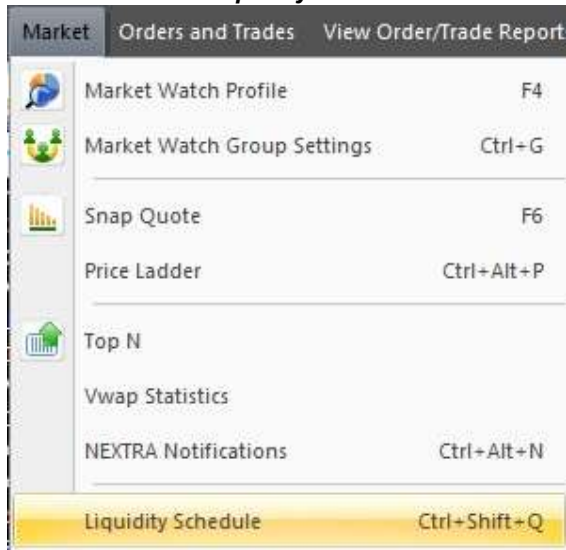 Market Orders and Trades View Order/Trade Report
Market Watch Profile F4
Market Watch Group Settings Ctrl+G
Snap Quote F6
Price Ladder Ctrl+Alt+P
Top N
Vwap Statistics
NEXTRA Notifications Ctrl+Alt+N
Liquidity Schedule Ctrl+Shift+Q